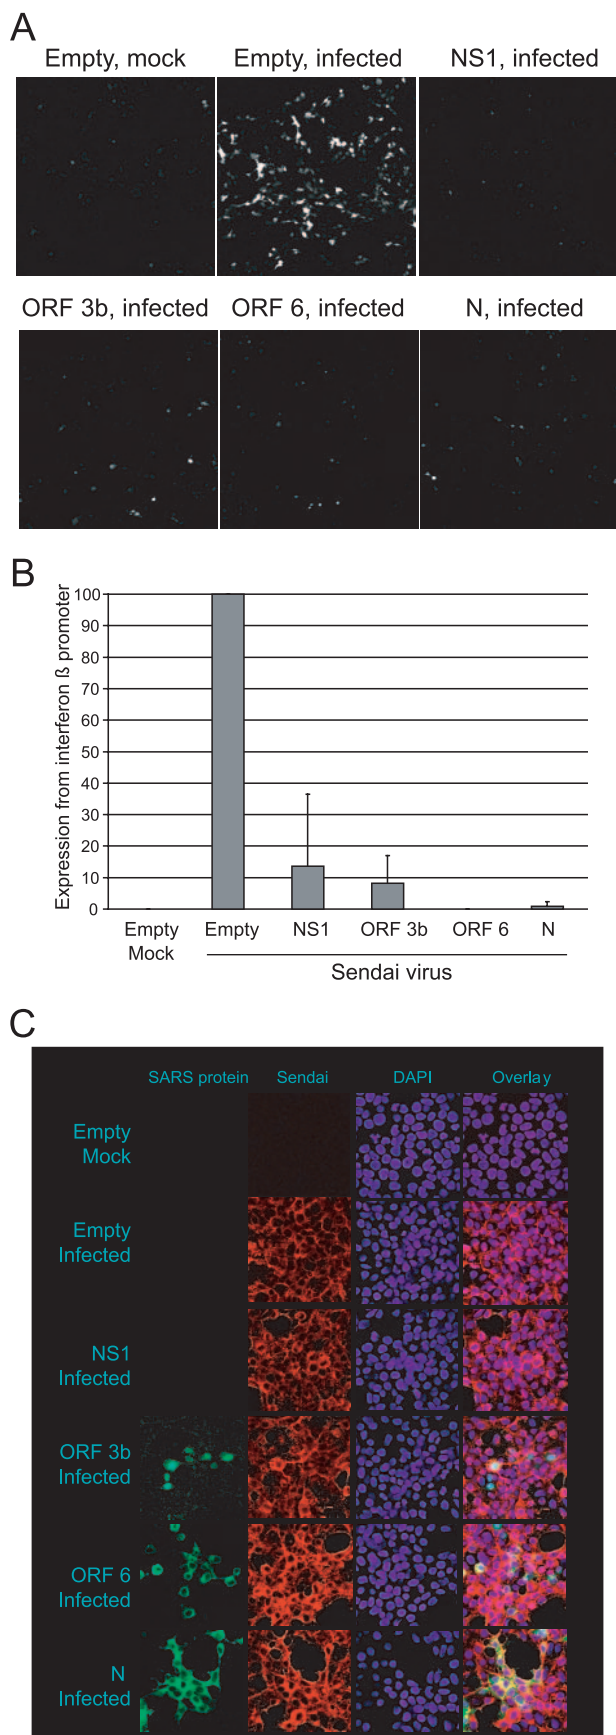 A
Empty, mock
Empty, infected
NS1, infected
ORF 3b, infected
ORF 6, infected
N, infected
B
Expression from interferon ß promoter
100
90
80
70
60
50
40
30
20
10
0
Empty
Mock
Empty
NS1
ORF 3b
ORF 6
N
Sendai virus
C
SARS protein
Sendai
DAPI
Overlay
Empty
Mock
Empty
Infected
NS1
Infected
ORF 3b
Infected
ORF 6
Infected
N
Infected